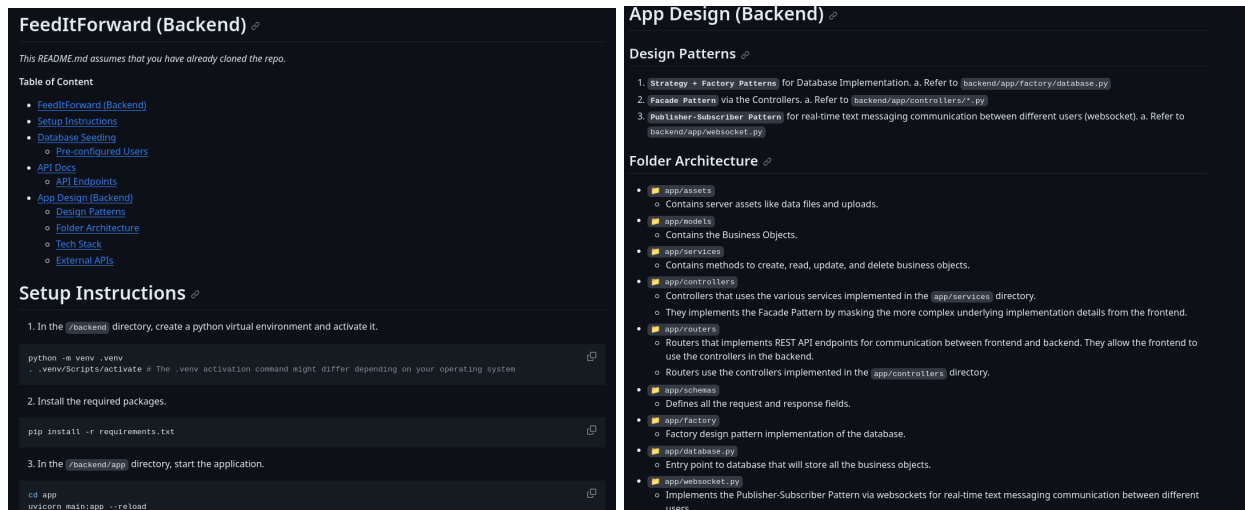 FeedItForward (Backend)
This README.md assumes that you have already cloned the repo.
Table of Content
FeedItForward (Backend)
Setup Instructions
Database Seeding
Pre-configured Users
API Docs
API Endpoints
App Design (Backend)
Design Patterns
Folder Architecture
Tech Stack
External APIs
Setup Instructions
1. In the /backend directory, create a python virtual environment and activate it.
python -m venv .venv
. .venv/Scripts/activate # The .venv activation command might differ depending on your operating system
2. Install the required packages.
pip install -r requirements.txt
3. In the /backend/app directory, start the application.
cd app
uvicorn main:app --reload
App Design (Backend)
Design Patterns
1. Strategy + Factory Patterns for Database Implementation. a. Refer to backend/app/factory/database.py
2. Facade Pattern via the Controllers. a. Refer to backend/app/controllers/*.py
3. Publisher-Subscriber Pattern for real-time text messaging communication between different users (websocket). a. Refer to
backend/app/websocket.py
Folder Architecture
📁 app/assets
Contains server assets like data files and uploads.
📁 app/models
Contains the Business Objects.
📁 app/services
Contains methods to create, read, update, and delete business objects.
📁 app/controllers
Controllers that uses the various services implemented in the app/services directory.
They implements the Facade Pattern by masking the more complex underlying implementation details from the frontend.
📁 app/routers
Routers that implements REST API endpoints for communication between frontend and backend. They allow the frontend to
use the controllers in the backend.
Routers use the controllers implemented in the app/controllers directory.
📁 app/schemas
Defines all the request and response fields.
📁 app/factory
Factory design pattern implementation of the database.
📁 app/database.py
Entry point to database that will store all the business objects.
📁 app/websocket.py
Implements the Publisher-Subscriber Pattern via websockets for real-time text messaging communication between different
users.